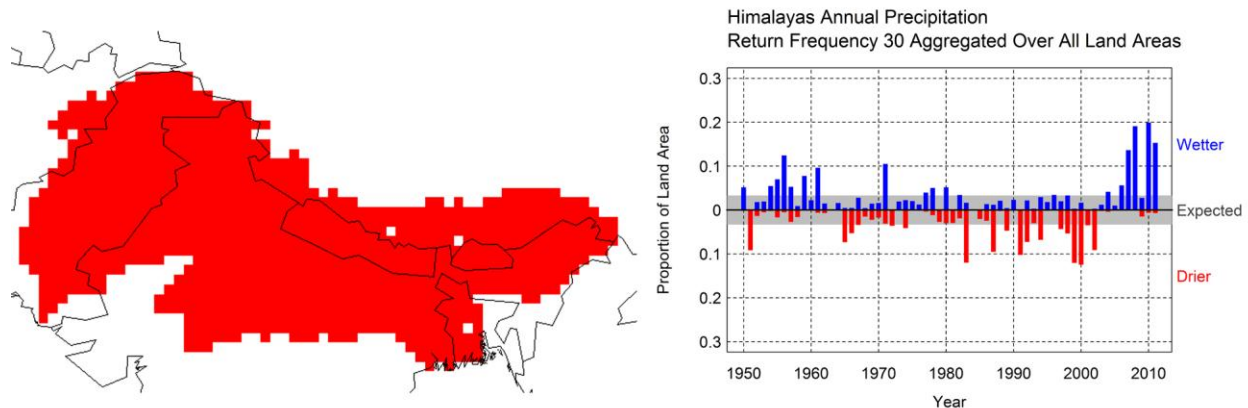 Himalayas Annual Precipitation
Return Frequency 30 Aggregated Over All Land Areas
Proportion of Land Area
0.3
0.2
0.1
0
0.1
0.2
0.3
Wetter
Expected
Drier
1950 1960 1970 1980 1990 2000 2010
Year